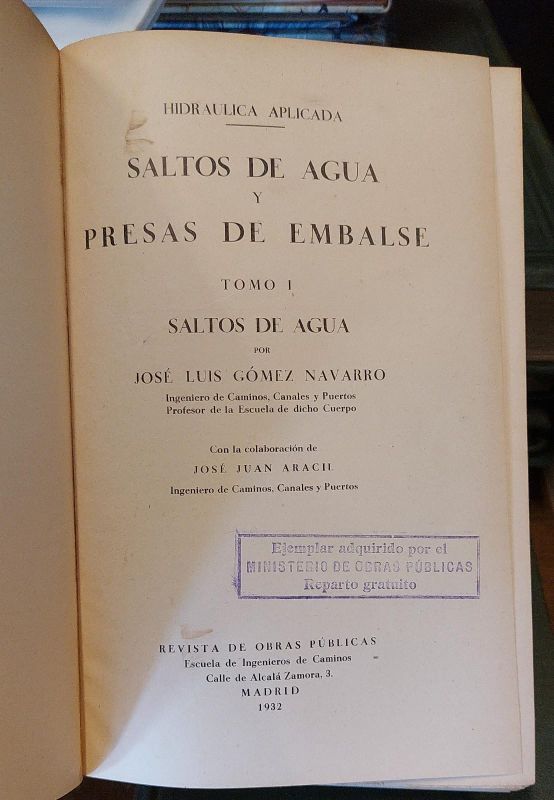 HIDRAULICA APLICADA
SALTOS DE AGUA
Y
PRESAS DE EMBALSE
TOMO I
SALTOS DE AGUA
POR
JOSÉ LUIS GÓMEZ NAVARRO
Ingeniero de Caminos, Canales y Puertos
Profesor de la Escuela de dicho Cuerpo
Con la colaboración de
JOSÉ JUAN ARACIL
Ingeniero de Caminos, Canales y Puertos
Ejemplar adquirido por el
MINISTERIO DE OBRAS PÚBLICAS
Reparto gratuito
REVISTA DE OBRAS PÚBLICAS
Escuela de Ingenieros de Caminos
Calle de Alcalá Zamora, 3.
MADRID
1932